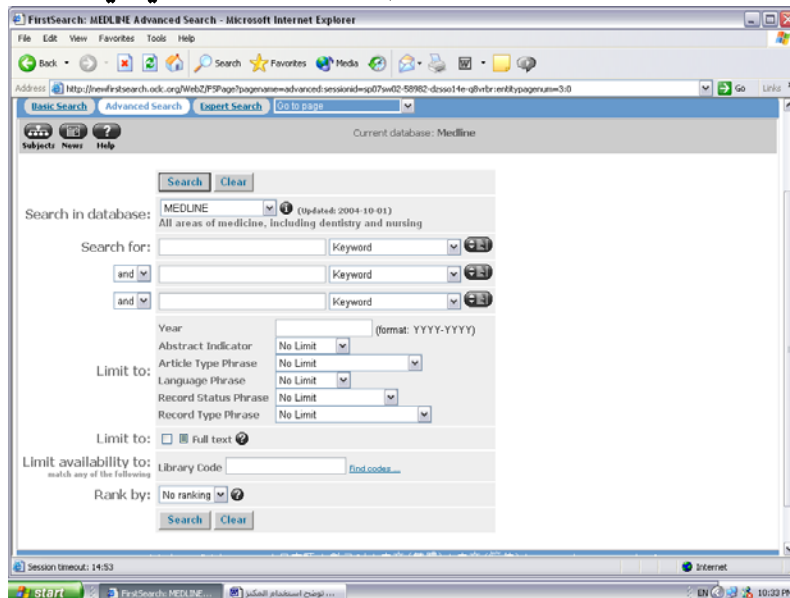 FirstSearch: MEDLINE Advanced Search - Microsoft Internet Explorer
File Edit View Favorites Tools Help
Back Search Favorites Media
Address http://newfirstsearch.oclc.org/WebZ/FSPage?pagename=advanced:sessionid=sp07sw02-58982-dzsso14e-q8vrbr:entitypagenum=3:0 Go Links
Basic Search Advanced Search Expert Search Go to page
Current database: Medline
Subjects News Help
Search Clear
Search in database: MEDLINE (Updated: 2004-10-01)
All areas of medicine, including dentistry and nursing
Search for: Keyword
and Keyword
and Keyword
Year (format: YYYY-YYYY)
Abstract Indicator No Limit
Article Type Phrase No Limit
Limit to:
Language Phrase No Limit
Record Status Phrase No Limit
Record Type Phrase No Limit
Limit to: Full text
Limit availability to:
match any of the following
Library Code Find codes ...
Rank by: No ranking
Search Clear
Session timeout: 14:53 Internet
start FirstSearch: MEDLINE... توضح استخدام المكنز ... EN 10:33 PM